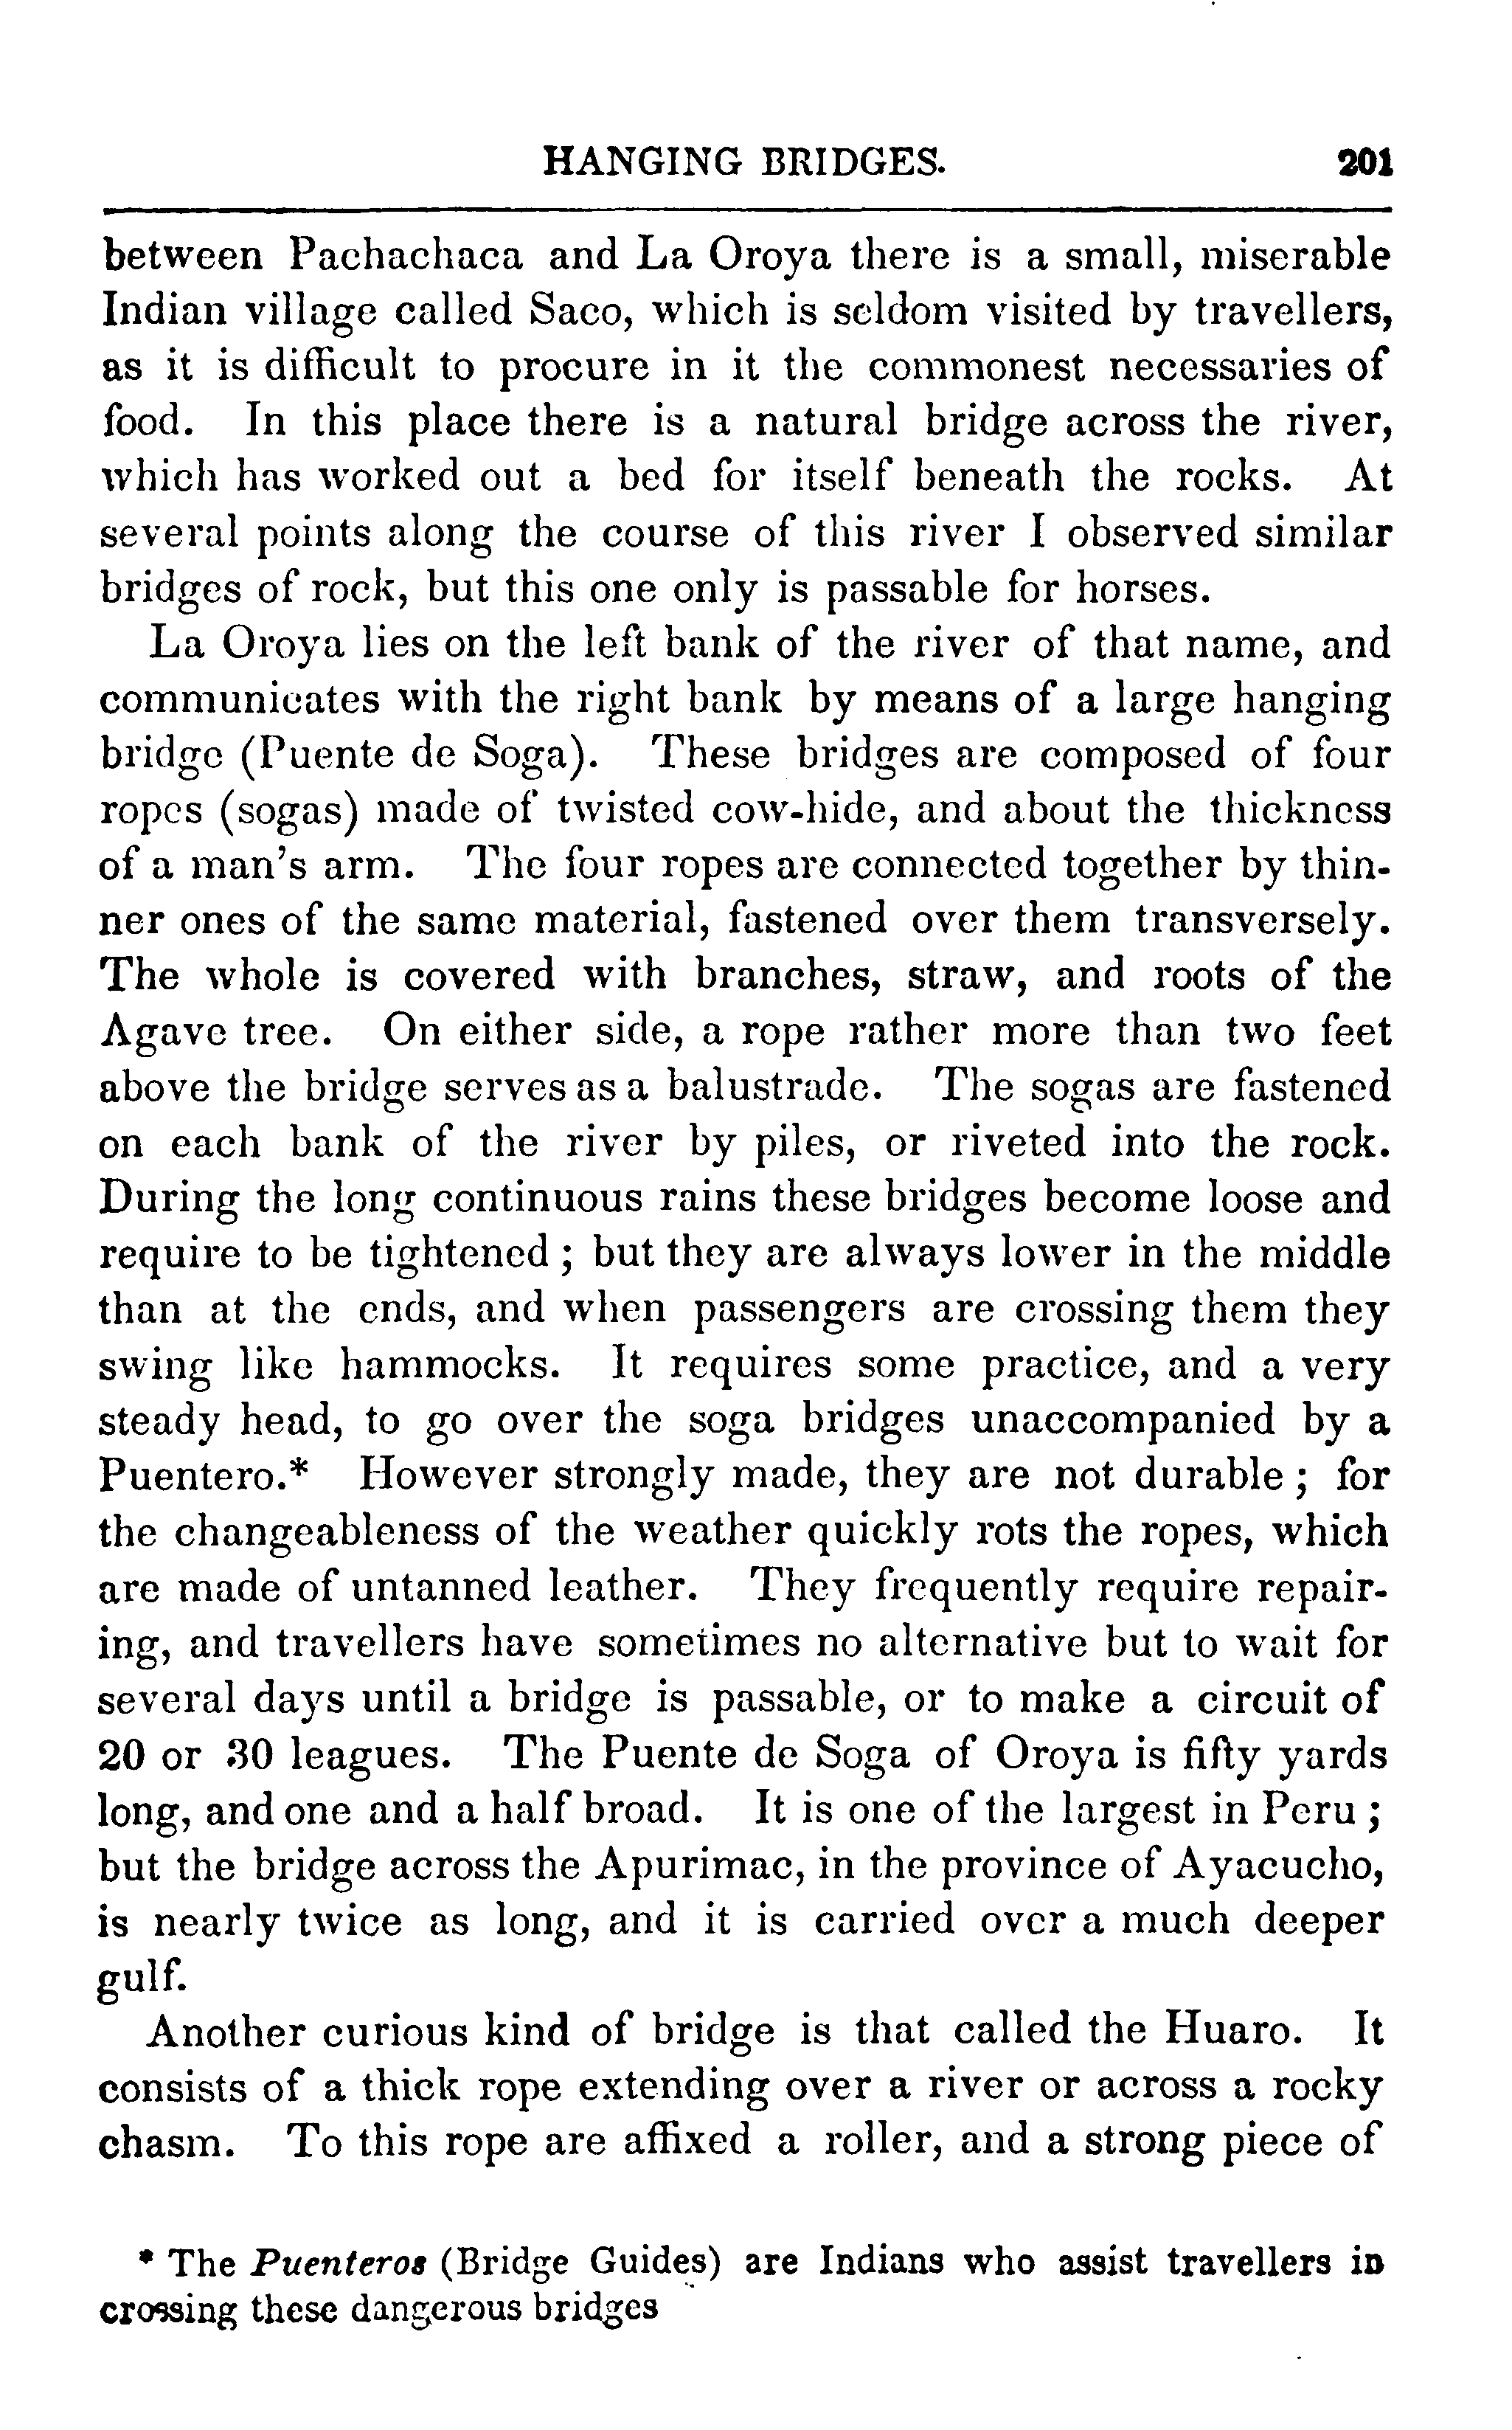 HANGING BRIDGES. 201
between Pachachaca and La Oroya there is a small, miserable
Indian village called Saco, which is seldom visited by travellers,
as it is difficult to procure in it the commonest necessaries of
food. In this place there is a natural bridge across the river,
which has worked out a bed for itself beneath the rocks. At
several points along the course of this river I observed similar
bridges of rock, but this one only is passable for horses.
La Oroya lies on the left bank of the river of that name, and
communicates with the right bank by means of a large hanging
bridge (Puente de Soga). These bridges are composed of four
ropes (sogas) made of twisted cow-hide, and about the thickness
of a man's arm. The four ropes are connected together by thin-
ner ones of the same material, fastened over them transversely.
The whole is covered with branches, straw, and roots of the
Agave tree. On either side, a rope rather more than two feet
above the bridge serves as a balustrade. The sogas are fastened
on each bank of the river by piles, or riveted into the rock.
During the long continuous rains these bridges become loose and
require to be tightened ; but they are always lower in the middle
than at the ends, and when passengers are crossing them they
swing like hammocks. It requires some practice, and a very
steady head, to go over the soga bridges unaccompanied by a
Puentero.* However strongly made, they are not durable ; for
the changeableness of the weather quickly rots the ropes, which
are made of untanned leather. They frequently require repair-
ing, and travellers have sometimes no alternative but to wait for
several days until a bridge is passable, or to make a circuit of
20 or 30 leagues. The Puente de Soga of Oroya is fifty yards
long, and one and a half broad. It is one of the largest in Peru ;
but the bridge across the Apurimac, in the province of Ayacucho,
is nearly twice as long, and it is carried over a much deeper
gulf.
Another curious kind of bridge is that called the Huaro. It
consists of a thick rope extending over a river or across a rocky
chasm. To this rope are affixed a roller, and a strong piece of
* The Puenteros (Bridge Guides) are Indians who assist travellers in
crossing these dangerous bridges